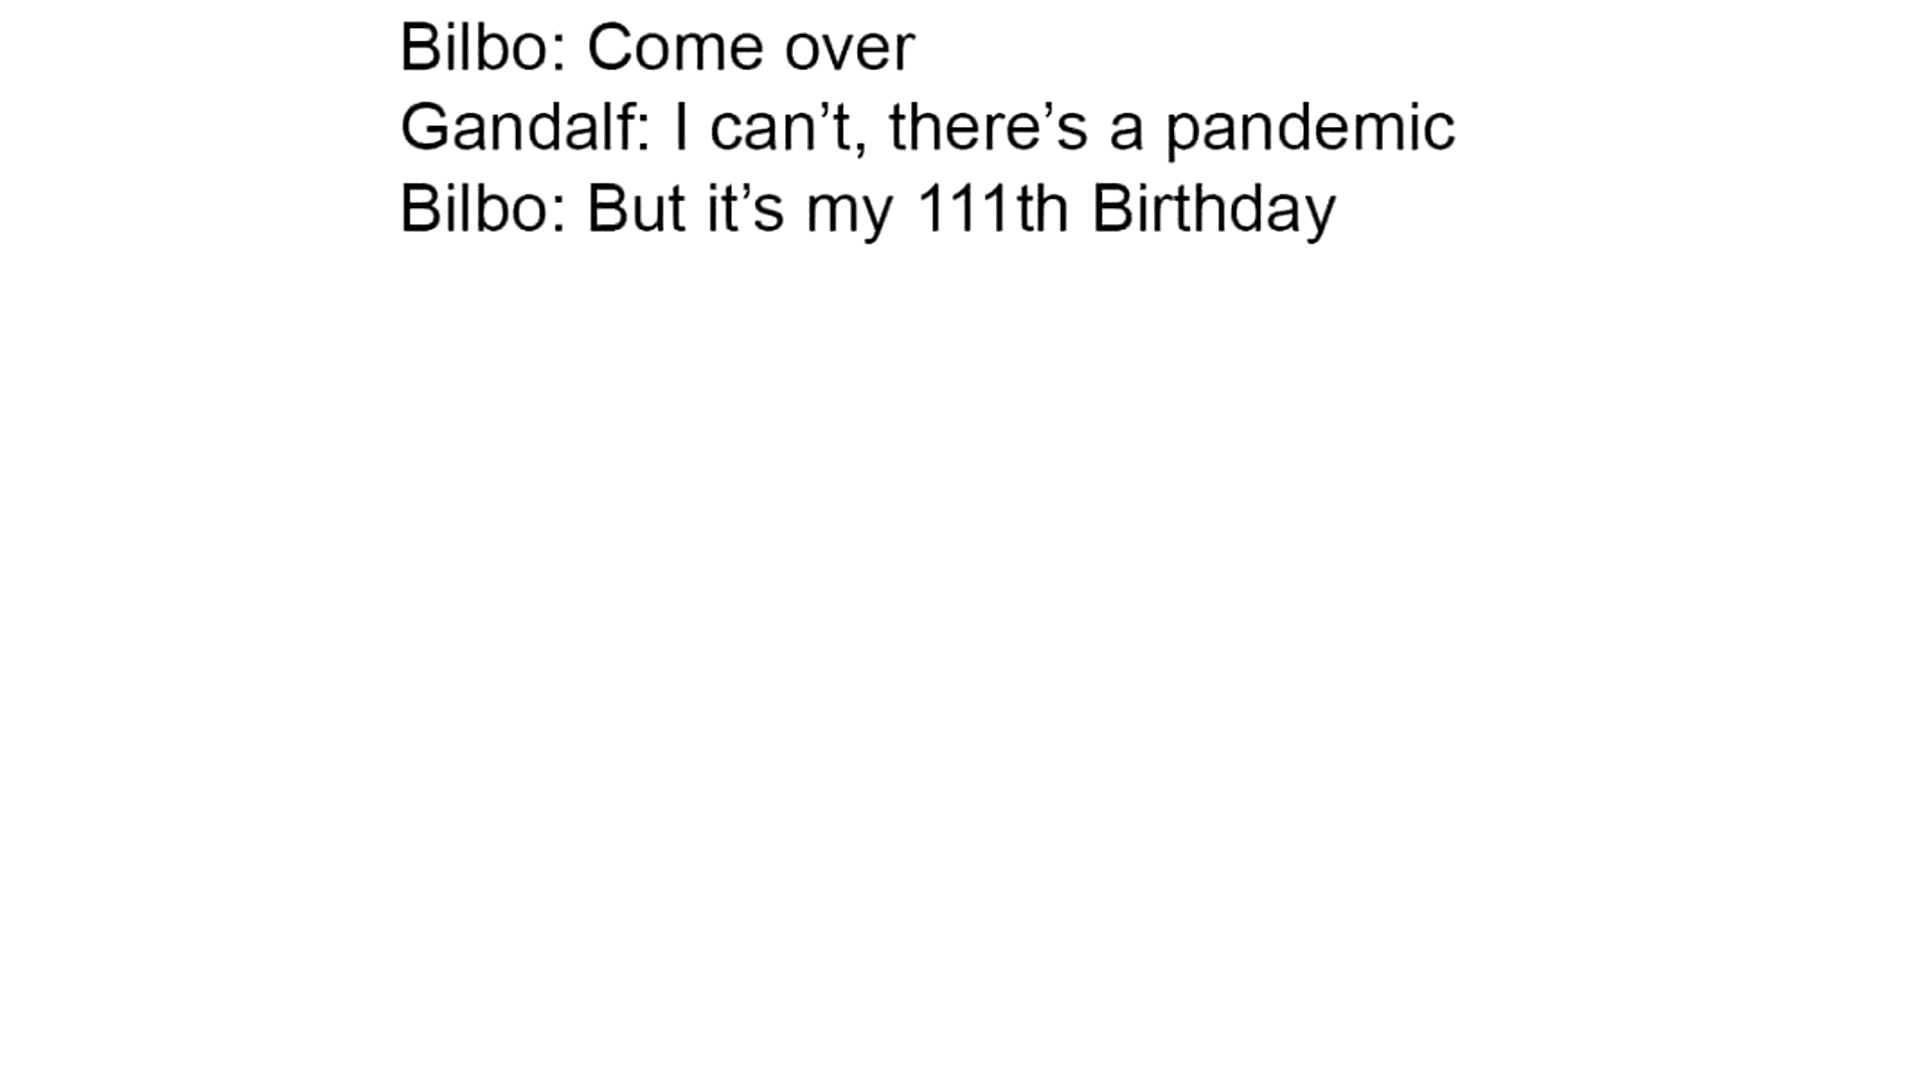 Bilbo: Come over
Gandalf: I can’t, there’s a pandemic
Bilbo: But it’s my 111th Birthday